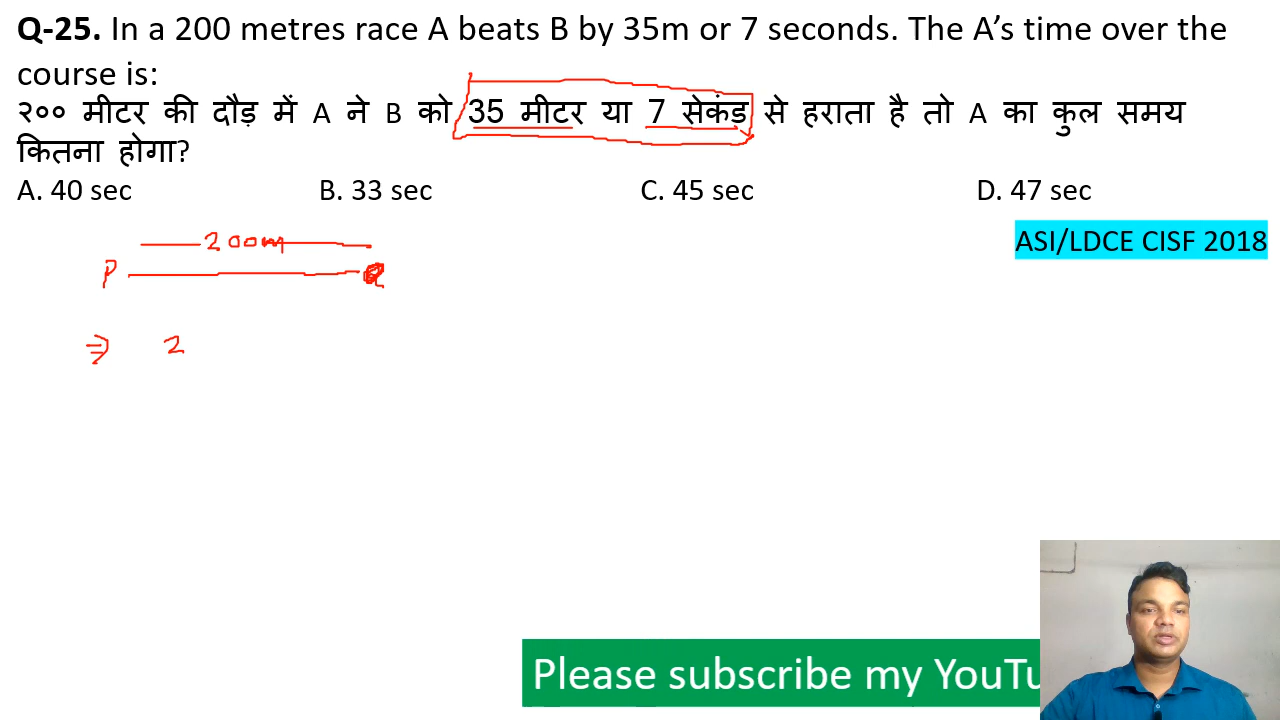 Q-25. In a 200 metres race A beats B by 35m or 7 seconds. The A’s time over the
course is:
२०० मीटर की दौड़ में A ने B को 35 मीटर या 7 सेकंड़ से हराता है तो A का कुल समय
कितना होगा?
A. 40 sec B. 33 sec C. 45 sec D. 47 sec
200m
ASI/LDCE CISF 2018
P
⇒ 2
Please subscribe my YouTu